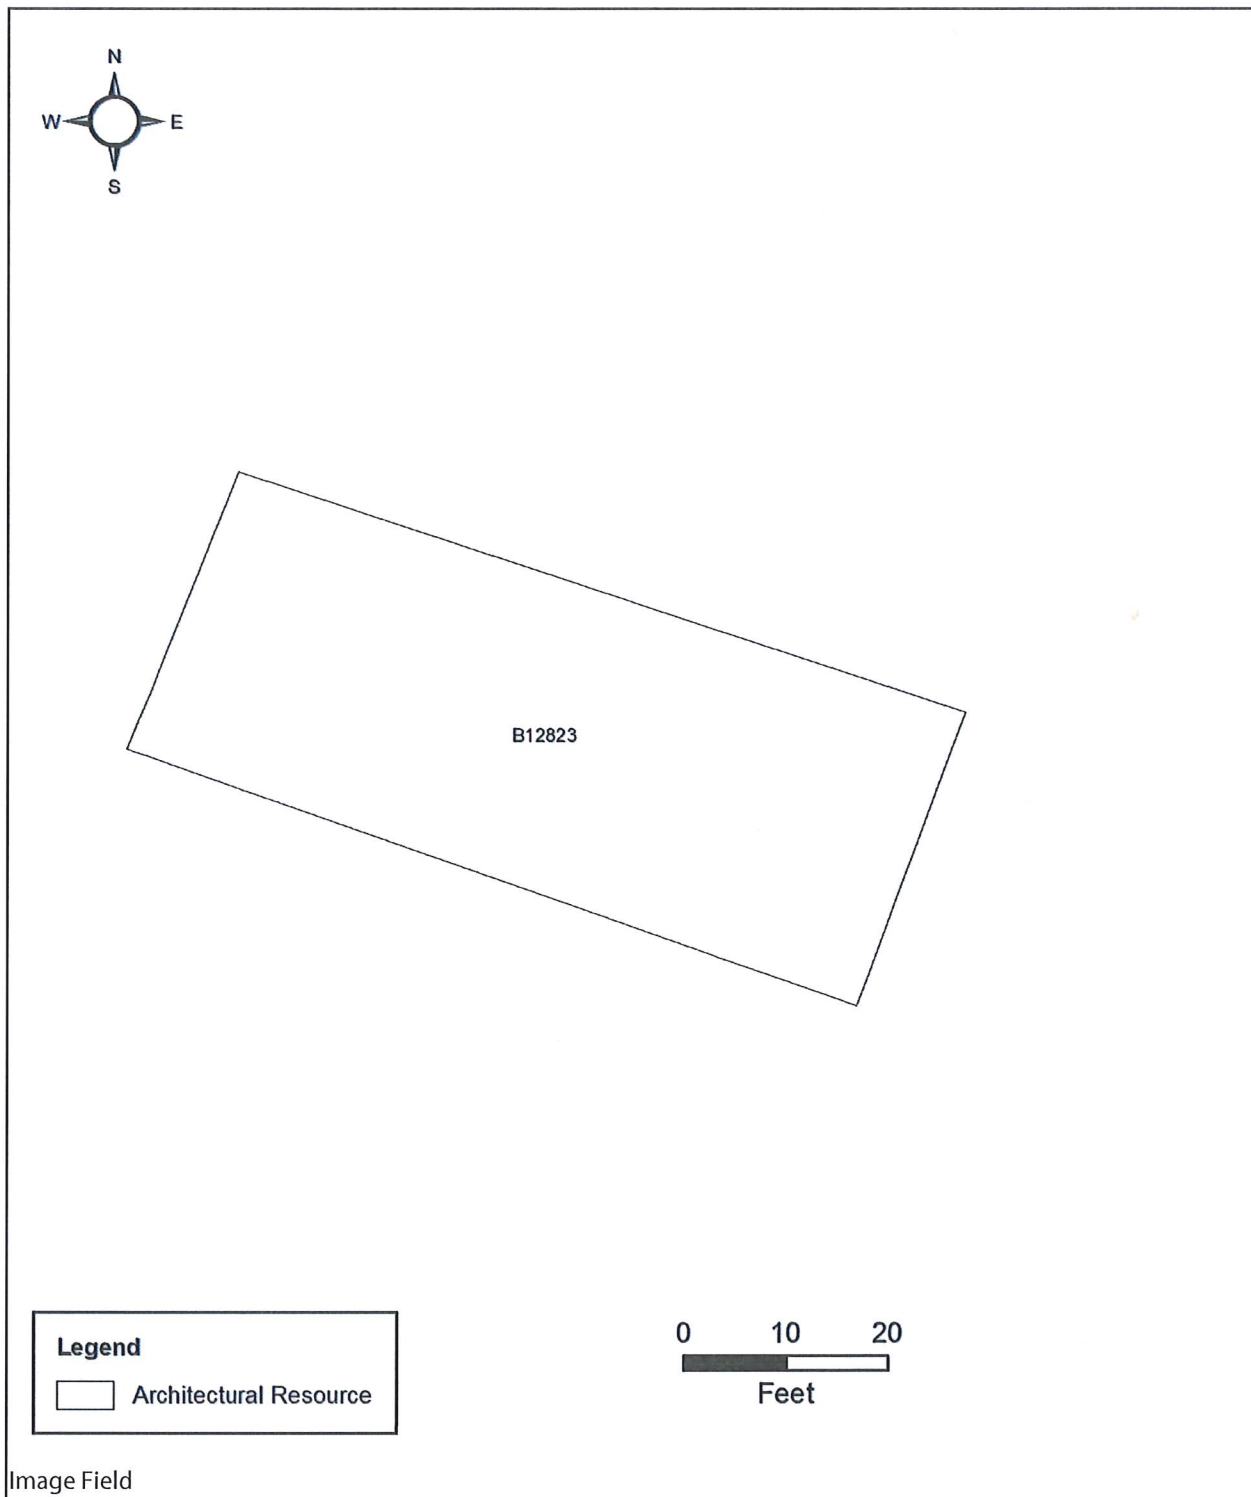 N
W E
S
B12823
Legend
Architectural Resource
0 10 20
Feet
Image Field